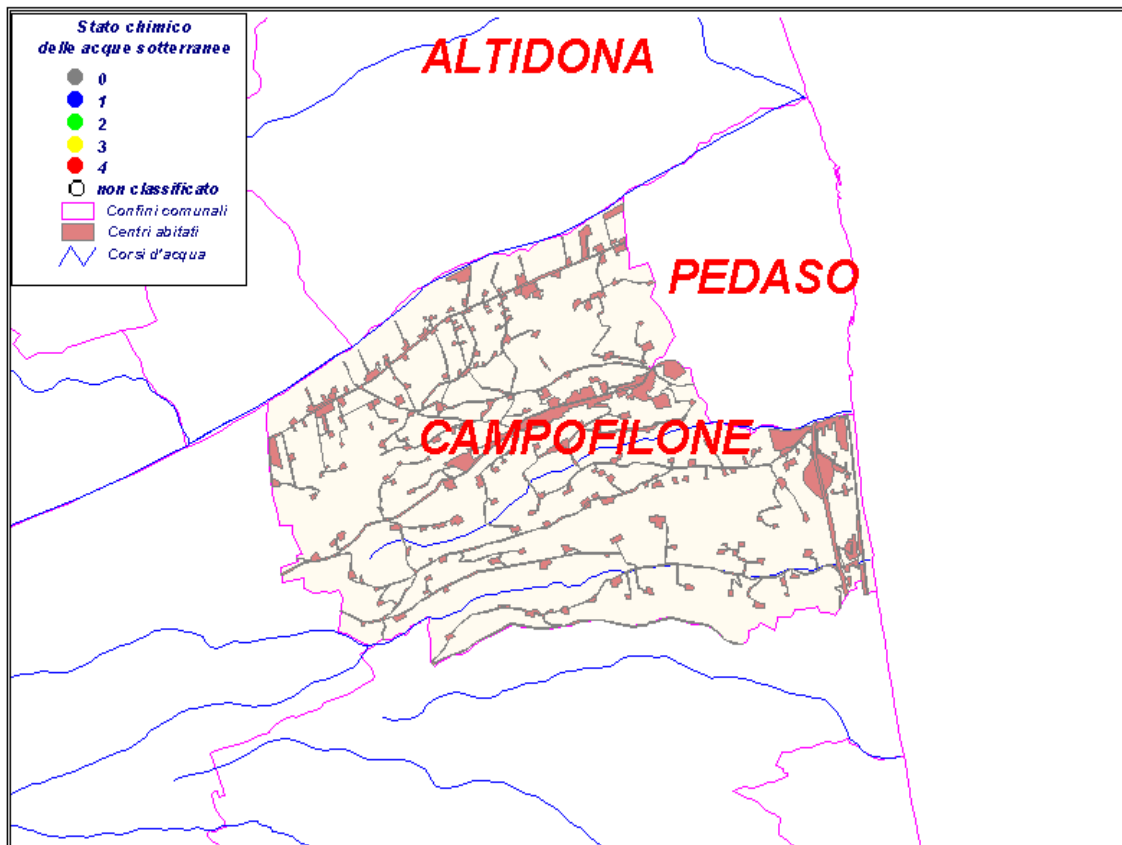 Stato chimico
delle acque sotterranee
0
1
2
3
4
non classificato
Confini comunali
Centri abitati
Corsi d'acqua
ALTIDONA
PEDASO
CAMPOFILONE